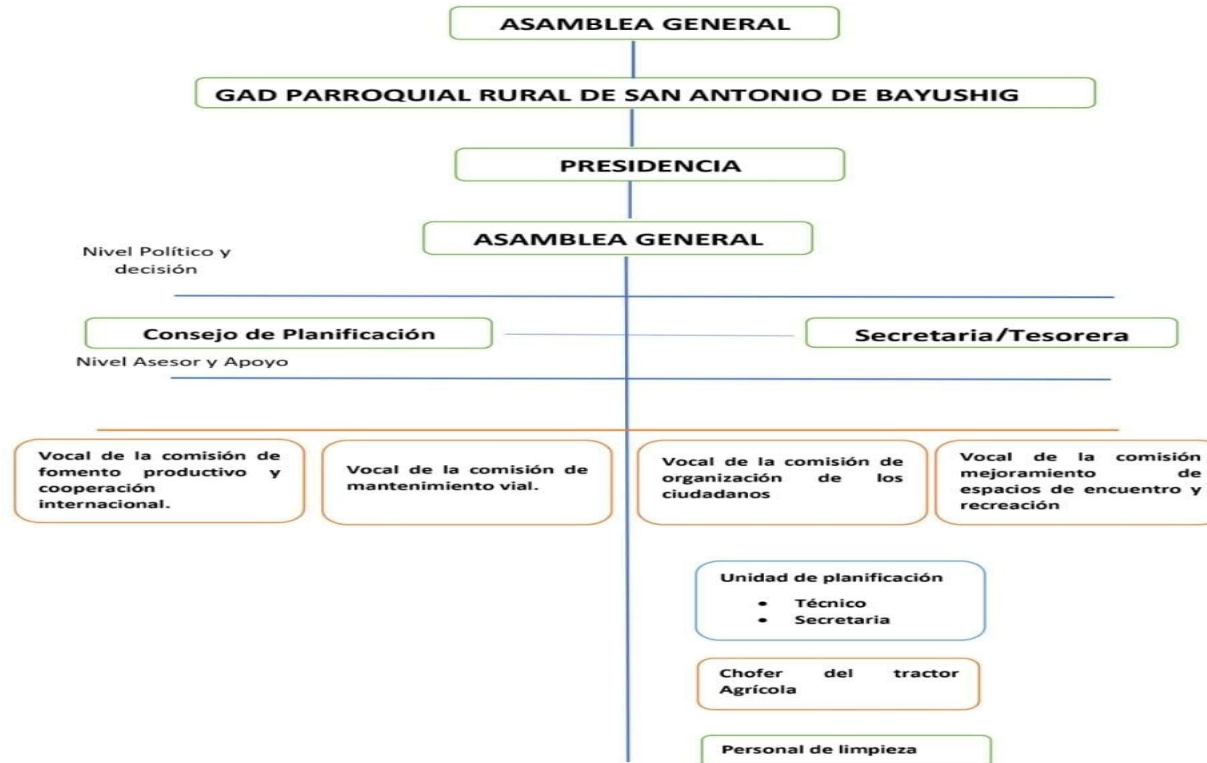 ASAMBLEA GENERAL
GAD PARROQUIAL RURAL DE SAN ANTONIO DE BAYUSHIG
PRESIDENCIA
ASAMBLEA GENERAL
Nivel Político y
decisión
Consejo de Planificación
Secretaria/Tesorera
Nivel Asesor y Apoyo
Vocal de la comisión de
fomento productivo y
cooperación
internacional.
Vocal de la comisión de
mantenimiento vial.
Vocal de la comisión de
organización de los
ciudadanos
Vocal de la comisión
mejoramiento de
espacios de encuentro y
recreación
Unidad de planificación
• Técnico
• Secretaria
Chofer del tractor
Agrícola
Personal de limpieza